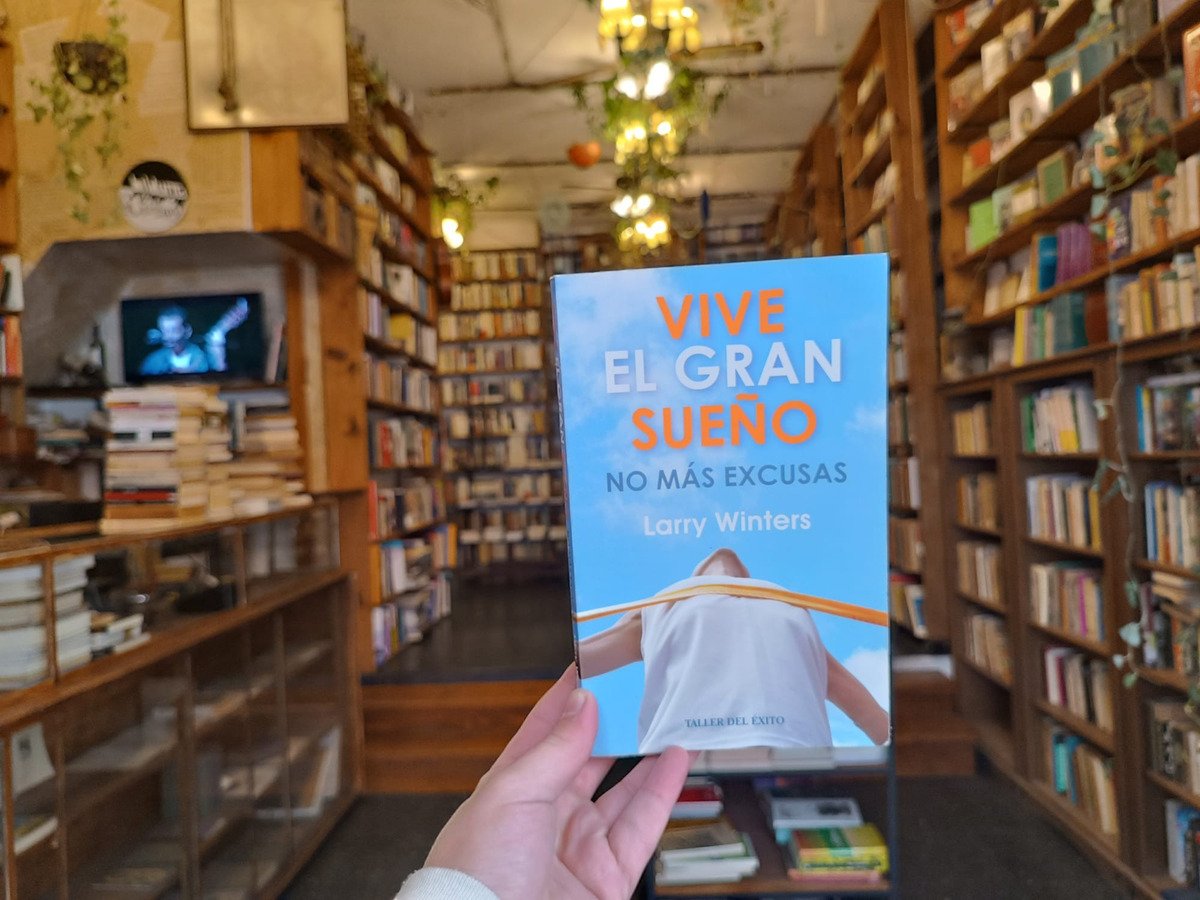 VIVE
EL GRAN
SUEÑO
NO MÁS EXCUSAS
Larry Winters
TALLER DEL ÉXITO